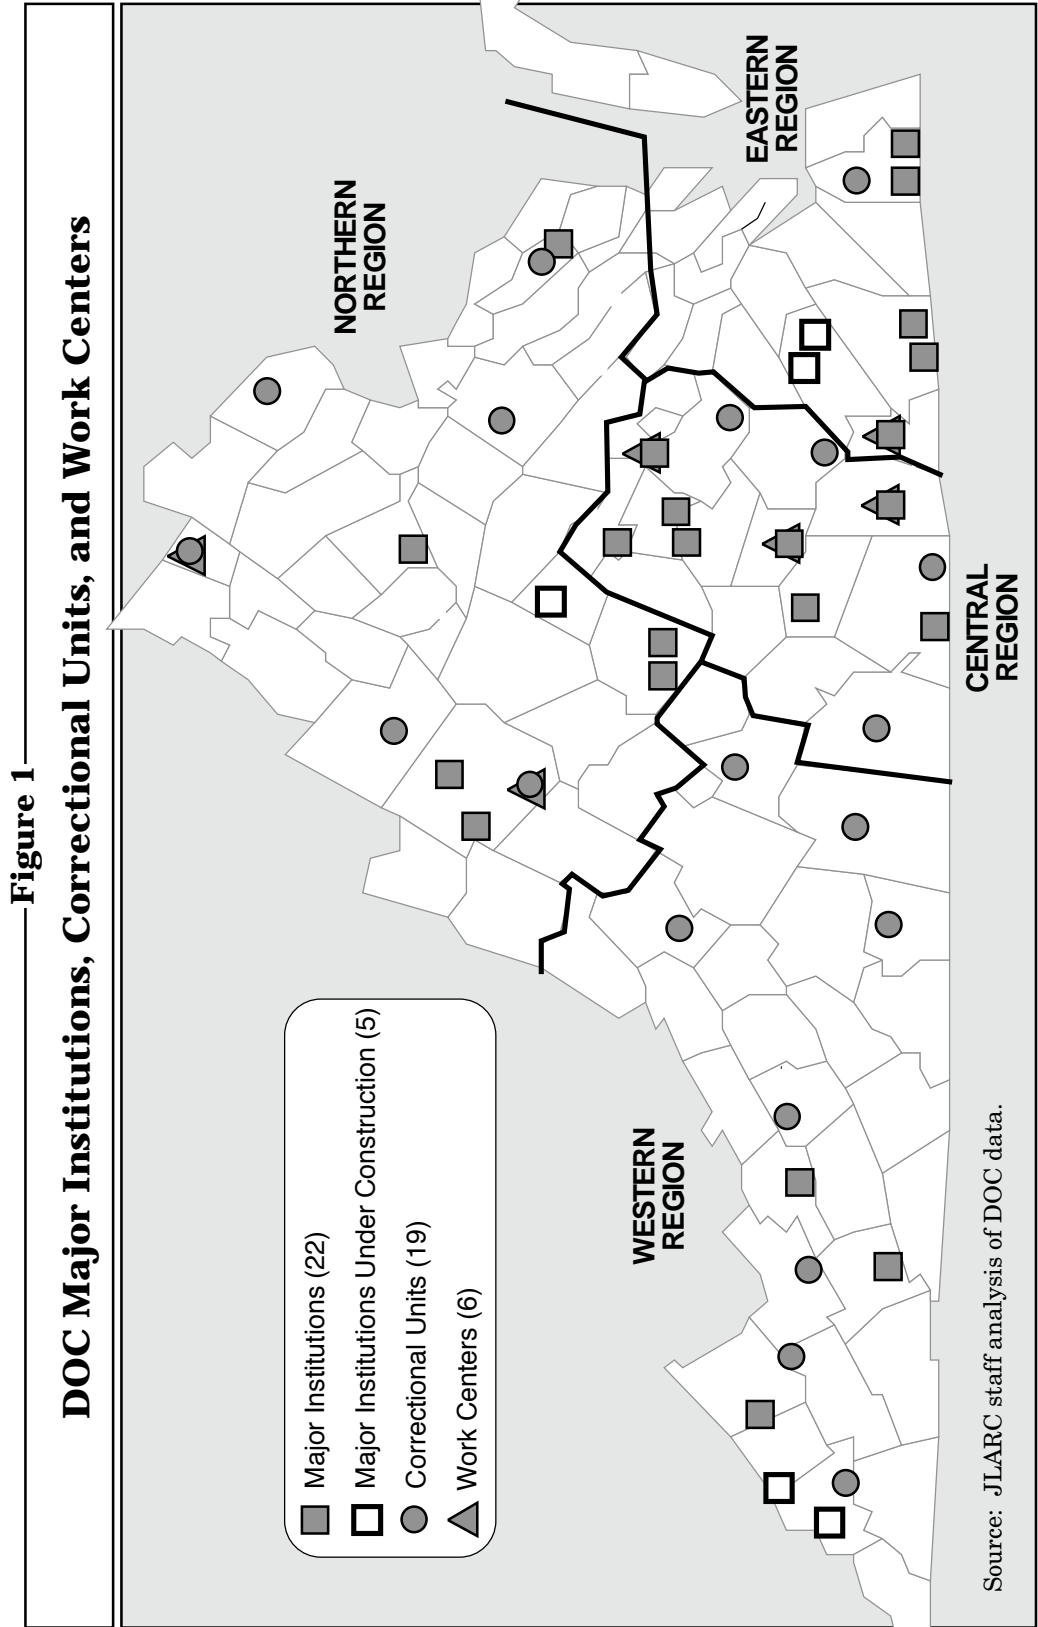 Figure 1
DOC Major Institutions, Correctional Units, and Work Centers
NORTHERN
REGION
EASTERN
REGION
Major Institutions (22)
Major Institutions Under Construction (5)
Correctional Units (19)
Work Centers (6)
WESTERN
REGION
CENTRAL
REGION
Source: JLARC staff analysis of DOC data.